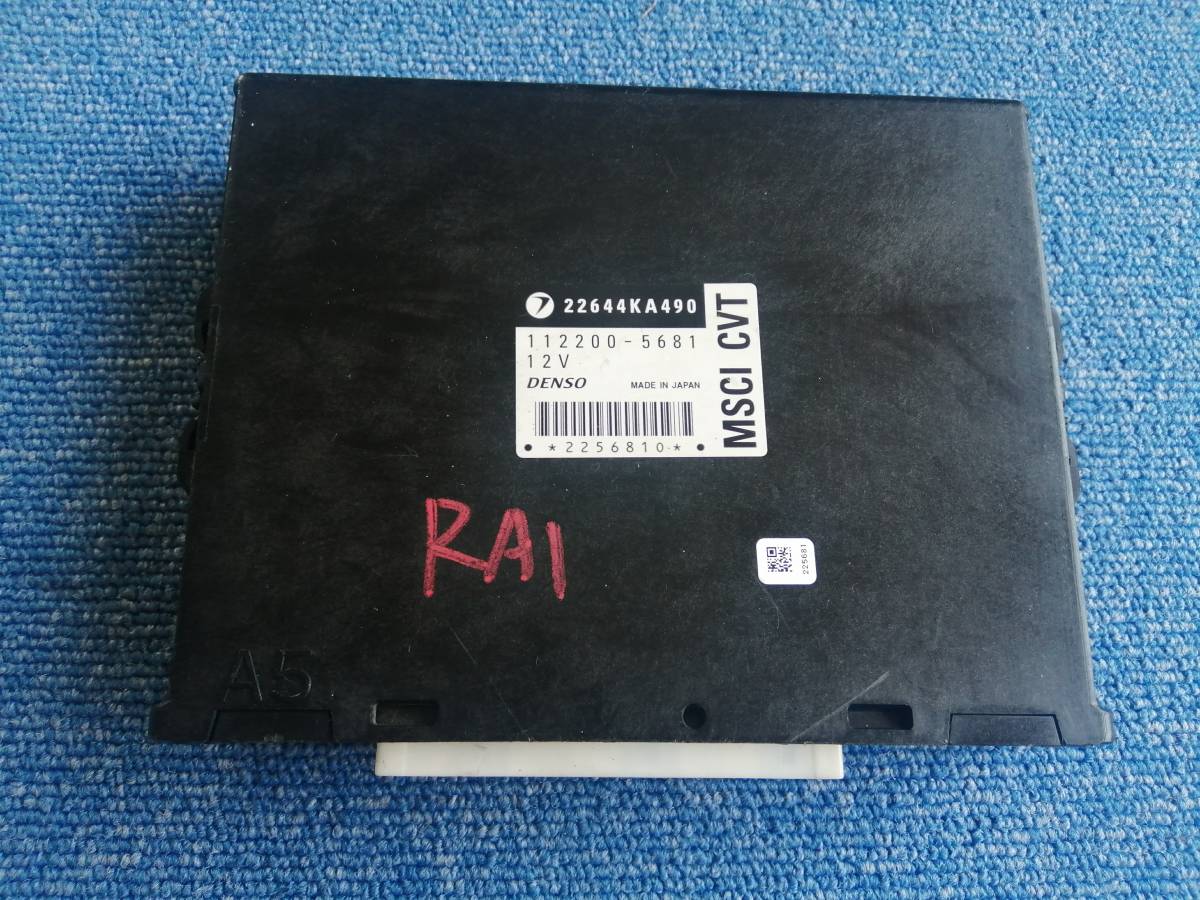 22644KA490
MSCI CVT
112200-5681
12V
DENSO MADE IN JAPAN
*2256810*
RA1
225681
A5